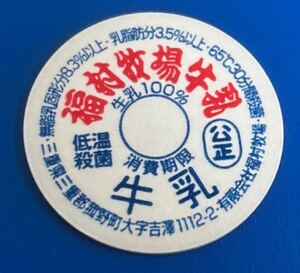 ・無脂乳固形分8.3%以上・乳脂肪分3.5%以上・65℃30分間殺菌・
福村牧場牛乳
生乳100%
公正
低温
殺菌
消費期限
牛乳
三重県三重郡菰野町大字吉澤1112-2・有限会社福村牧場